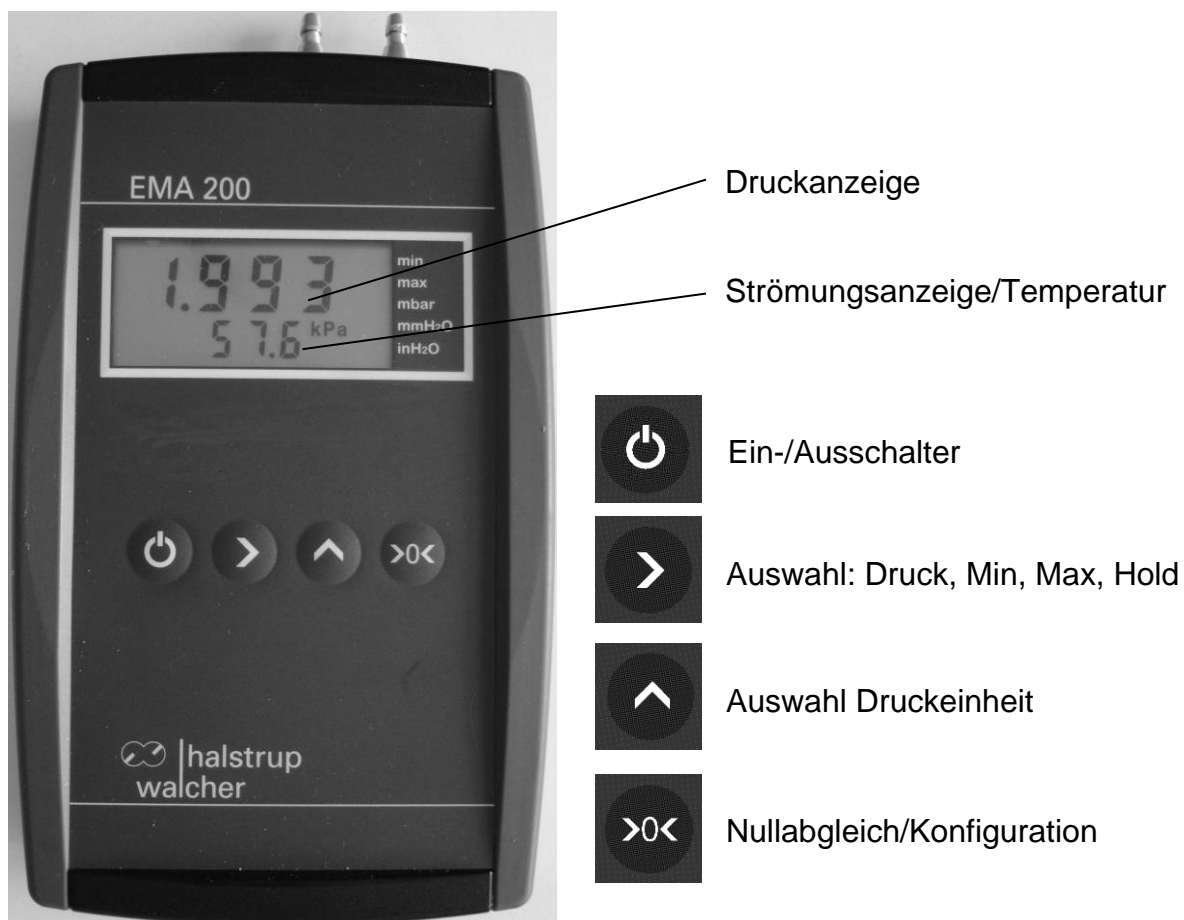 EMA 200
1.993
57.6 kPa
min
max
mbar
mmH₂O
inH₂O
>0<
halstrup
walcher
Druckanzeige
Strömungsanzeige/Temperatur
Ein-/Ausschalter
Auswahl: Druck, Min, Max, Hold
Auswahl Druckeinheit
>0<
Nullabgleich/Konfiguration